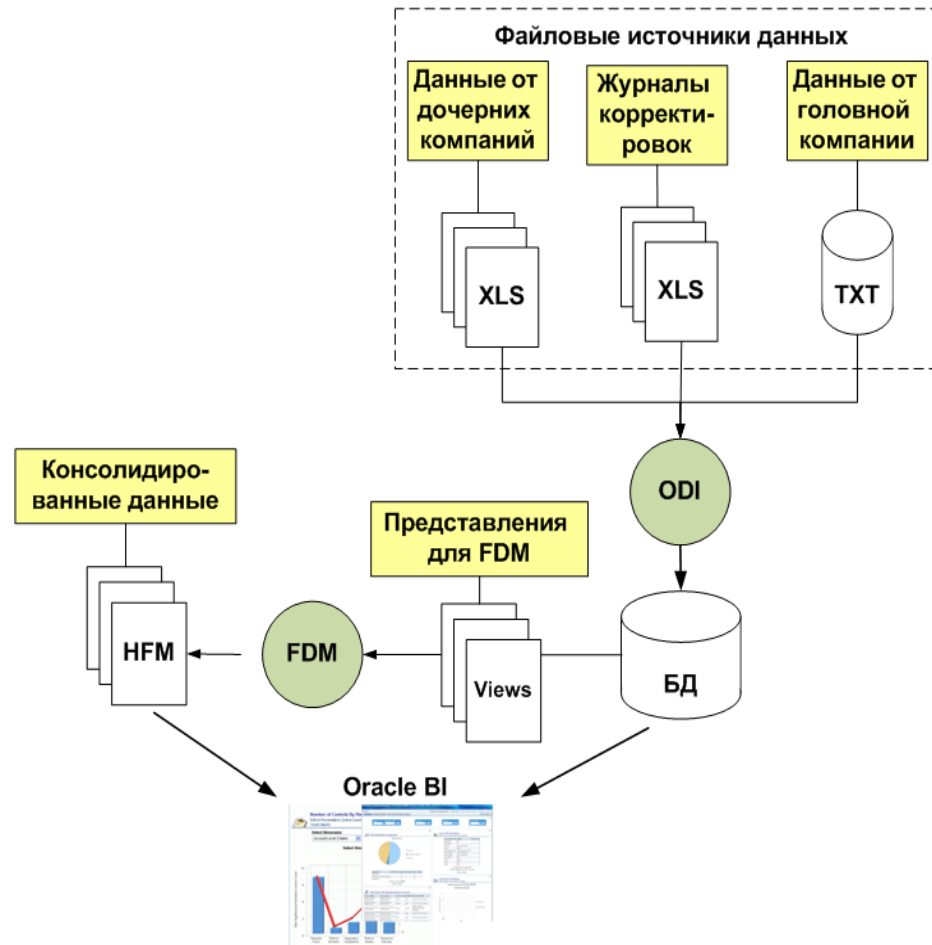 Файловые источники данных
Данные от
дочерних
компаний
Журналы
корректи-
ровок
Данные от
головной
компании
XLS
XLS
TXT
ODI
Консолидиро-
ванные данные
Представления
для FDM
HFM
FDM
Views
БД
Oracle BI